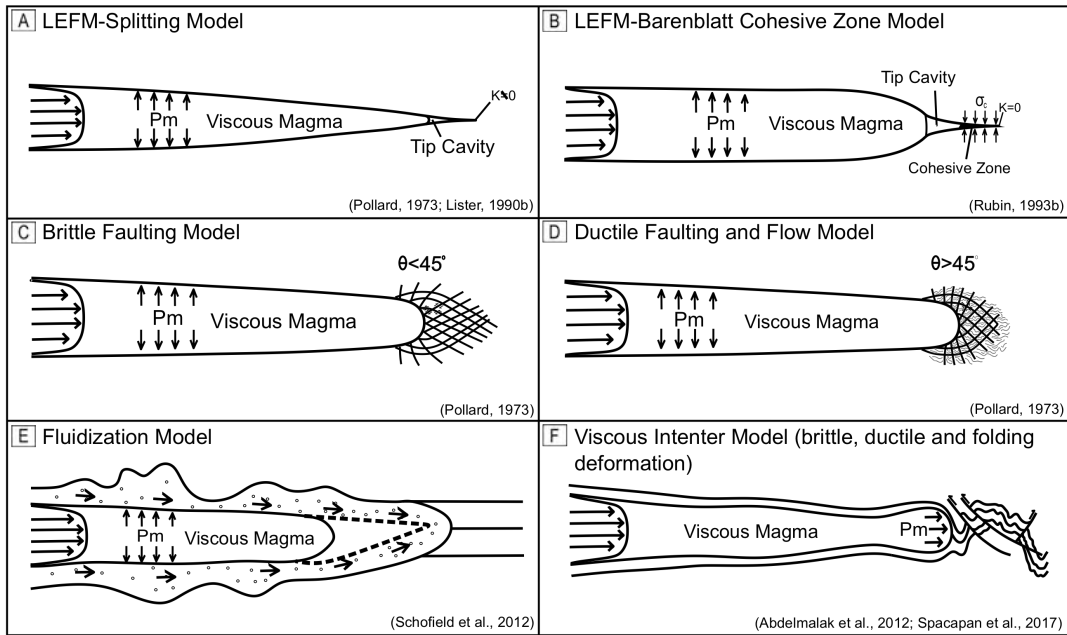 A LEFM-Splitting Model
K≠0
Pm
Viscous Magma
Tip Cavity
(Pollard, 1973; Lister, 1990b)
B LEFM-Barenblatt Cohesive Zone Model
Tip Cavity
σc
K=0
Pm
Viscous Magma
Cohesive Zone
(Rubin, 1993b)
C Brittle Faulting Model
θ<45°
Pm
Viscous Magma
(Pollard, 1973)
D Ductile Faulting and Flow Model
θ>45°
Pm
Viscous Magma
(Pollard, 1973)
E Fluidization Model
Pm
Viscous Magma
(Schofield et al., 2012)
F Viscous Intenter Model (brittle, ductile and folding
deformation)
Viscous Magma
Pm
(Abdelmalak et al., 2012; Spacapan et al., 2017)